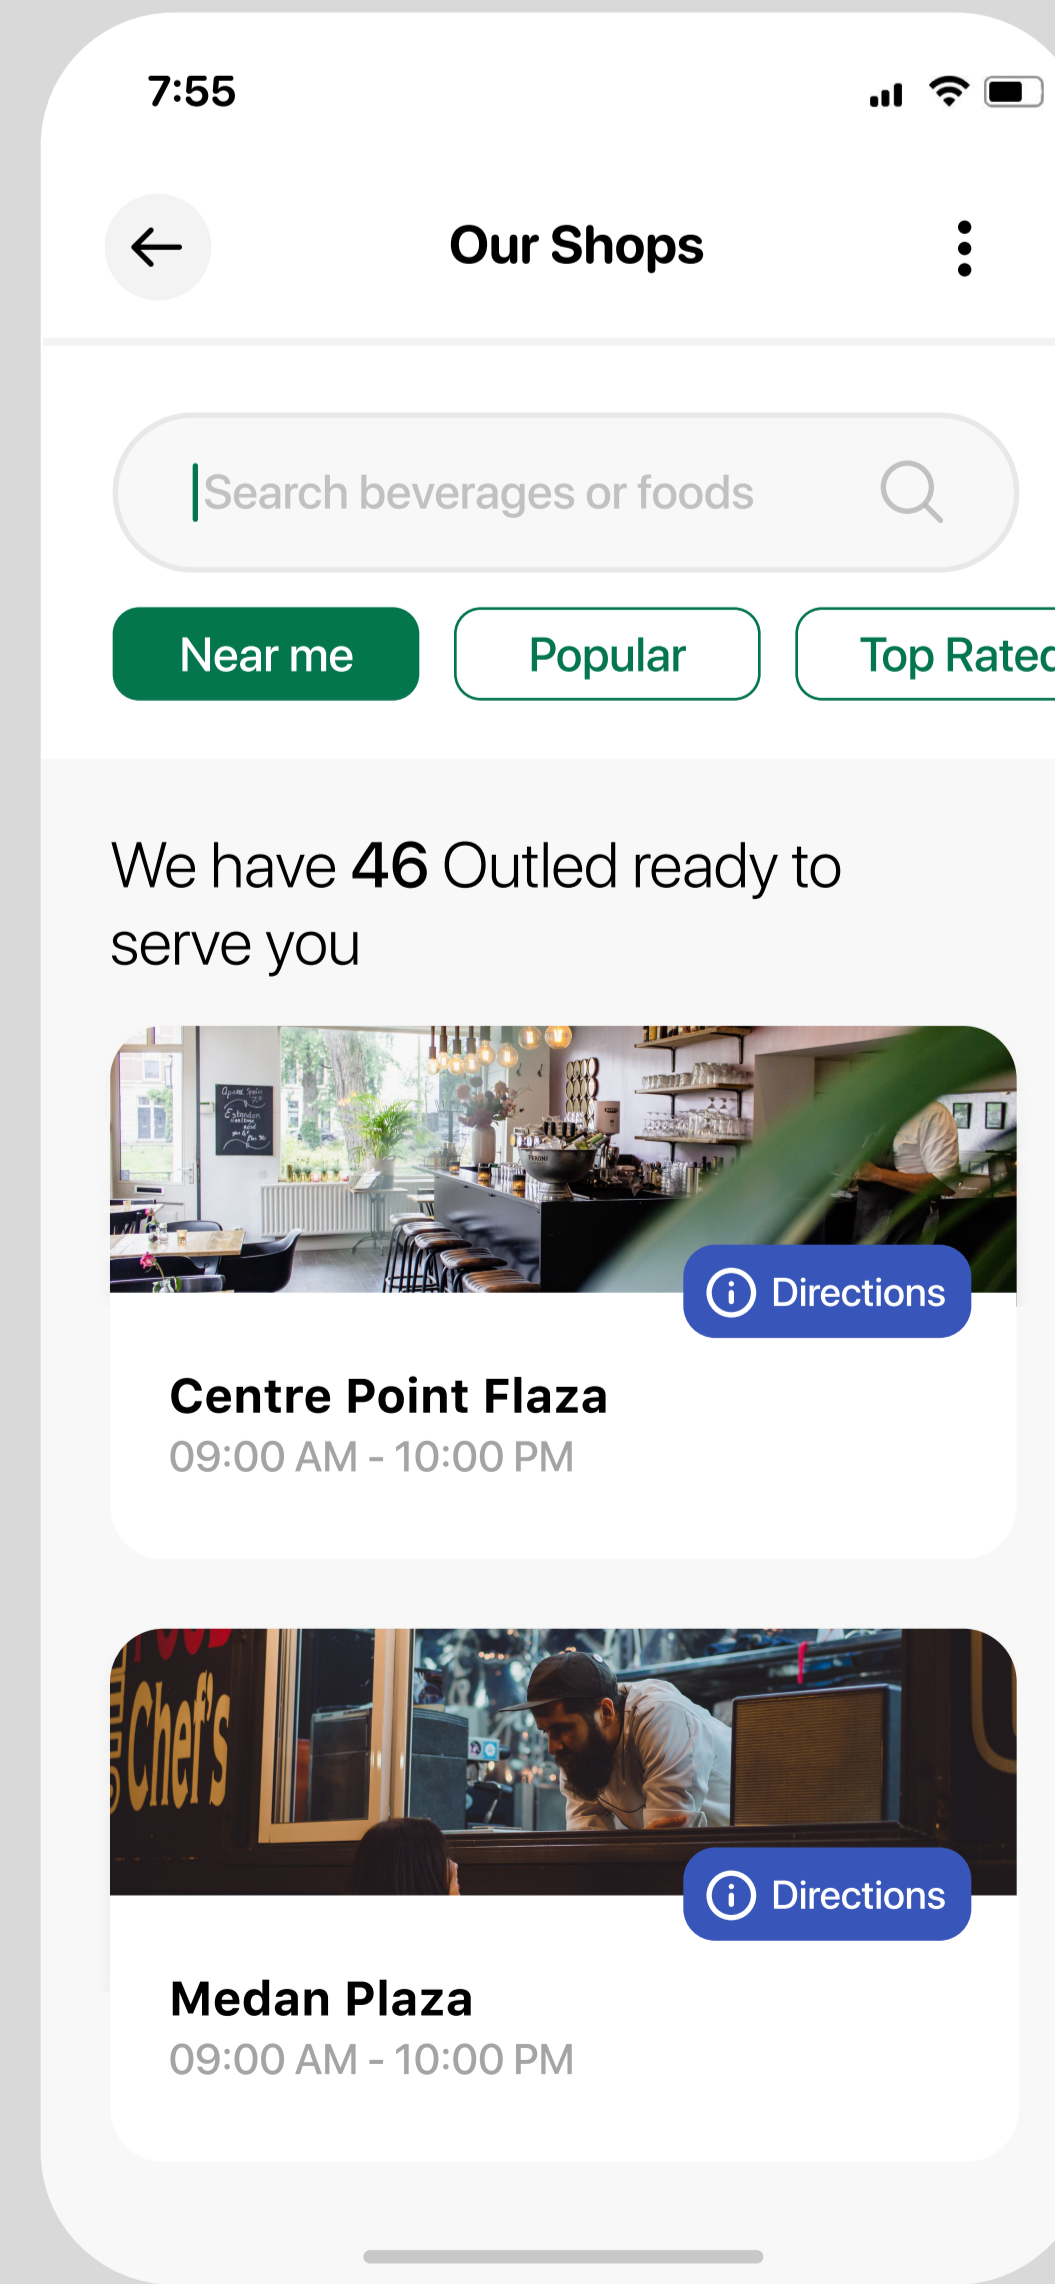 7:55
Our Shops
Search beverages or foods
Near me
Popular
Top Rated
We have 46 Outled ready to
serve you
Directions
Centre Point Flaza
09:00 AM - 10:00 PM
Chef's
Directions
Medan Plaza
09:00 AM - 10:00 PM